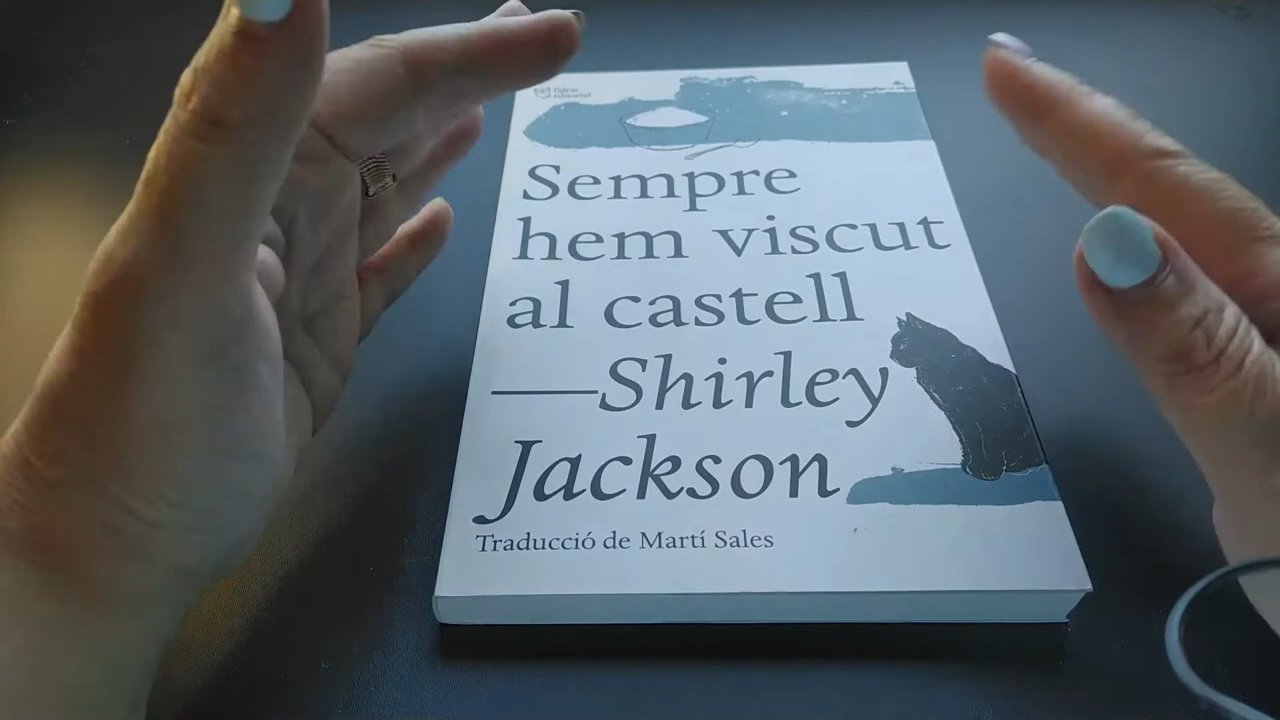 Sempre
hem viscut
al castell
—Shirley
Jackson
Traducció de Martí Sales